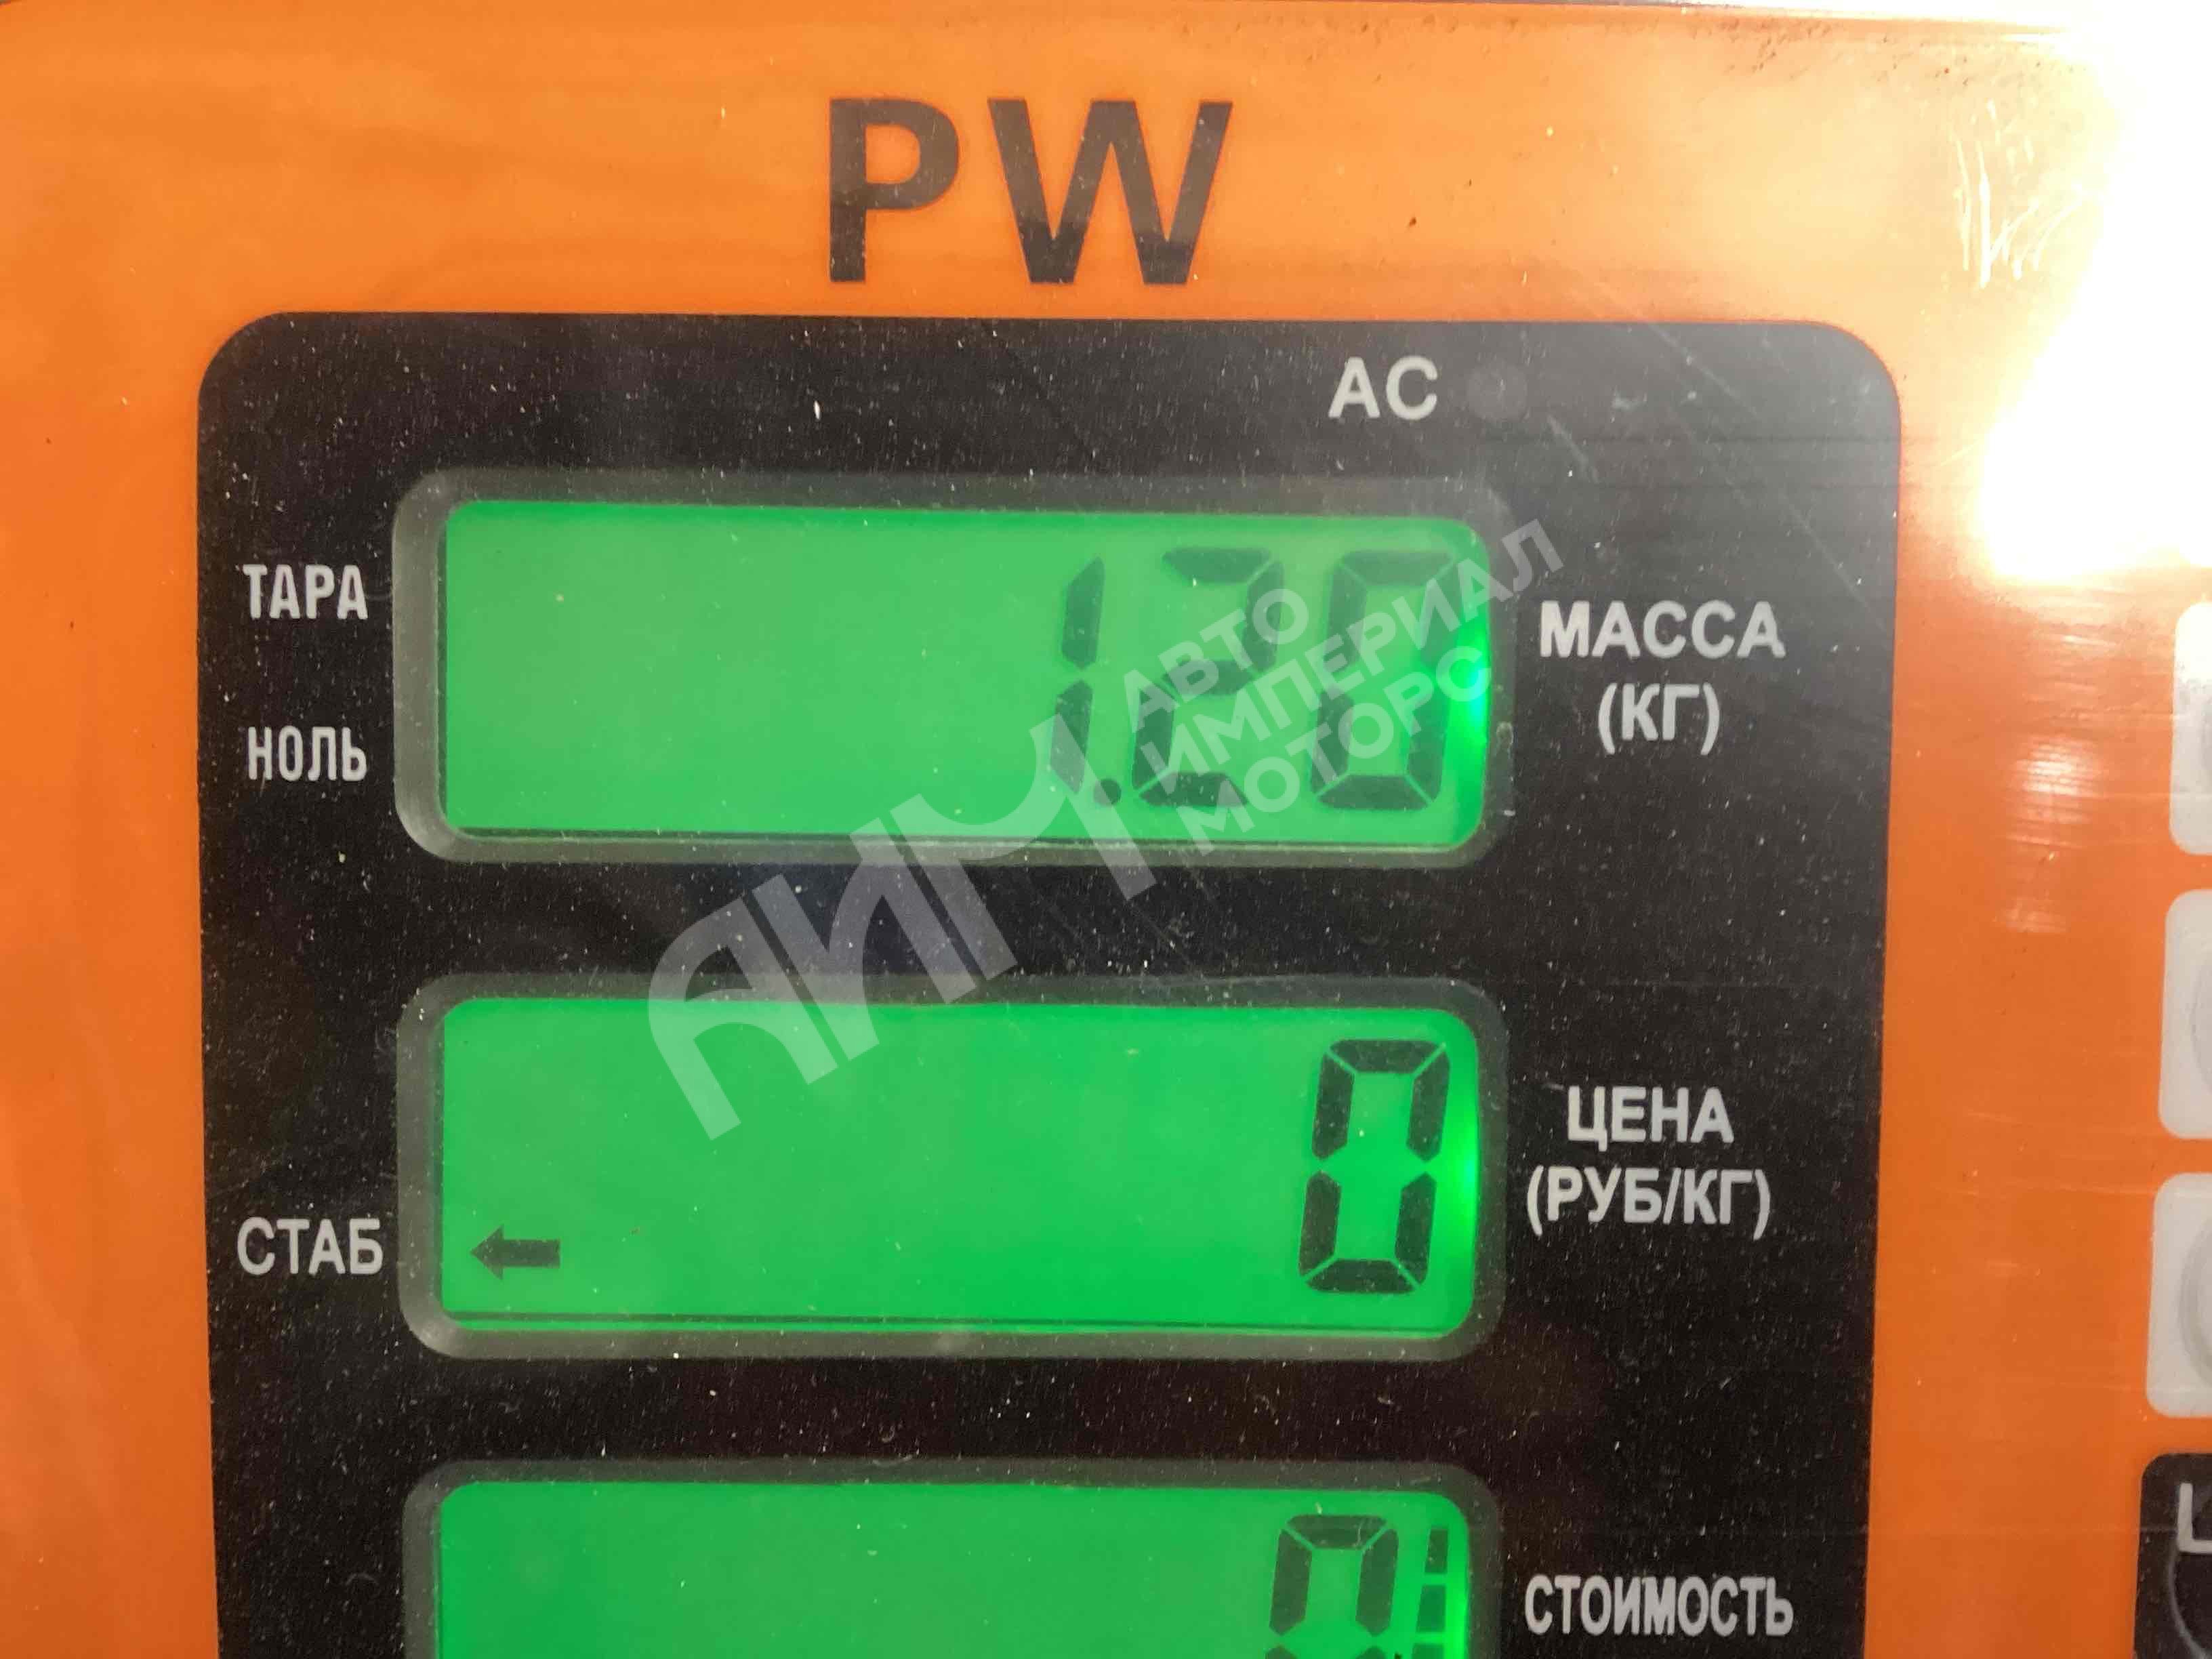 PW
AC
ТАРА
НОЛЬ
1.20
МАССА
(КГ)
АВТО
ИМПЕРИАЛ
МОТОРС
АИМ
СТАБ
0
ЦЕНА
(РУБ/КГ)
0
СТОИМОСТЬ